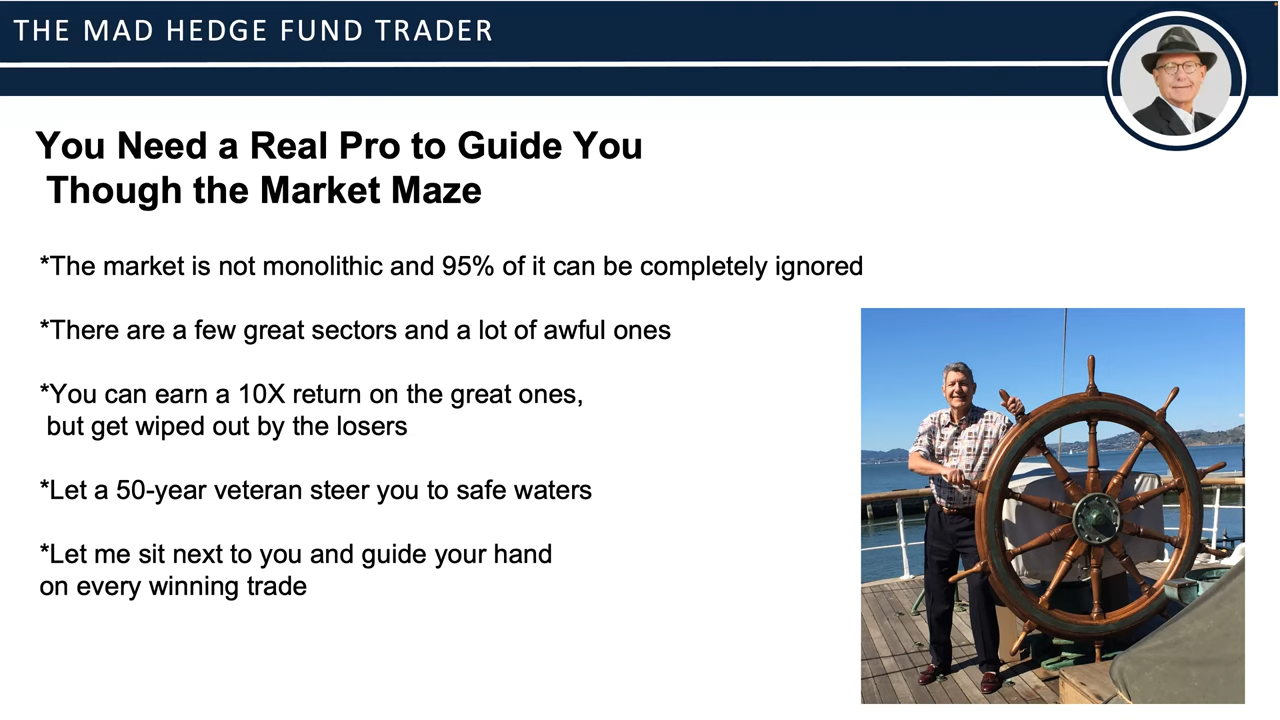 THE MAD HEDGE FUND TRADER
You Need a Real Pro to Guide You
Though the Market Maze
*The market is not monolithic and 95% of it can be completely ignored
*There are a few great sectors and a lot of awful ones
*You can earn a 10X return on the great ones,
but get wiped out by the losers
*Let a 50-year veteran steer you to safe waters
*Let me sit next to you and guide your hand
on every winning trade